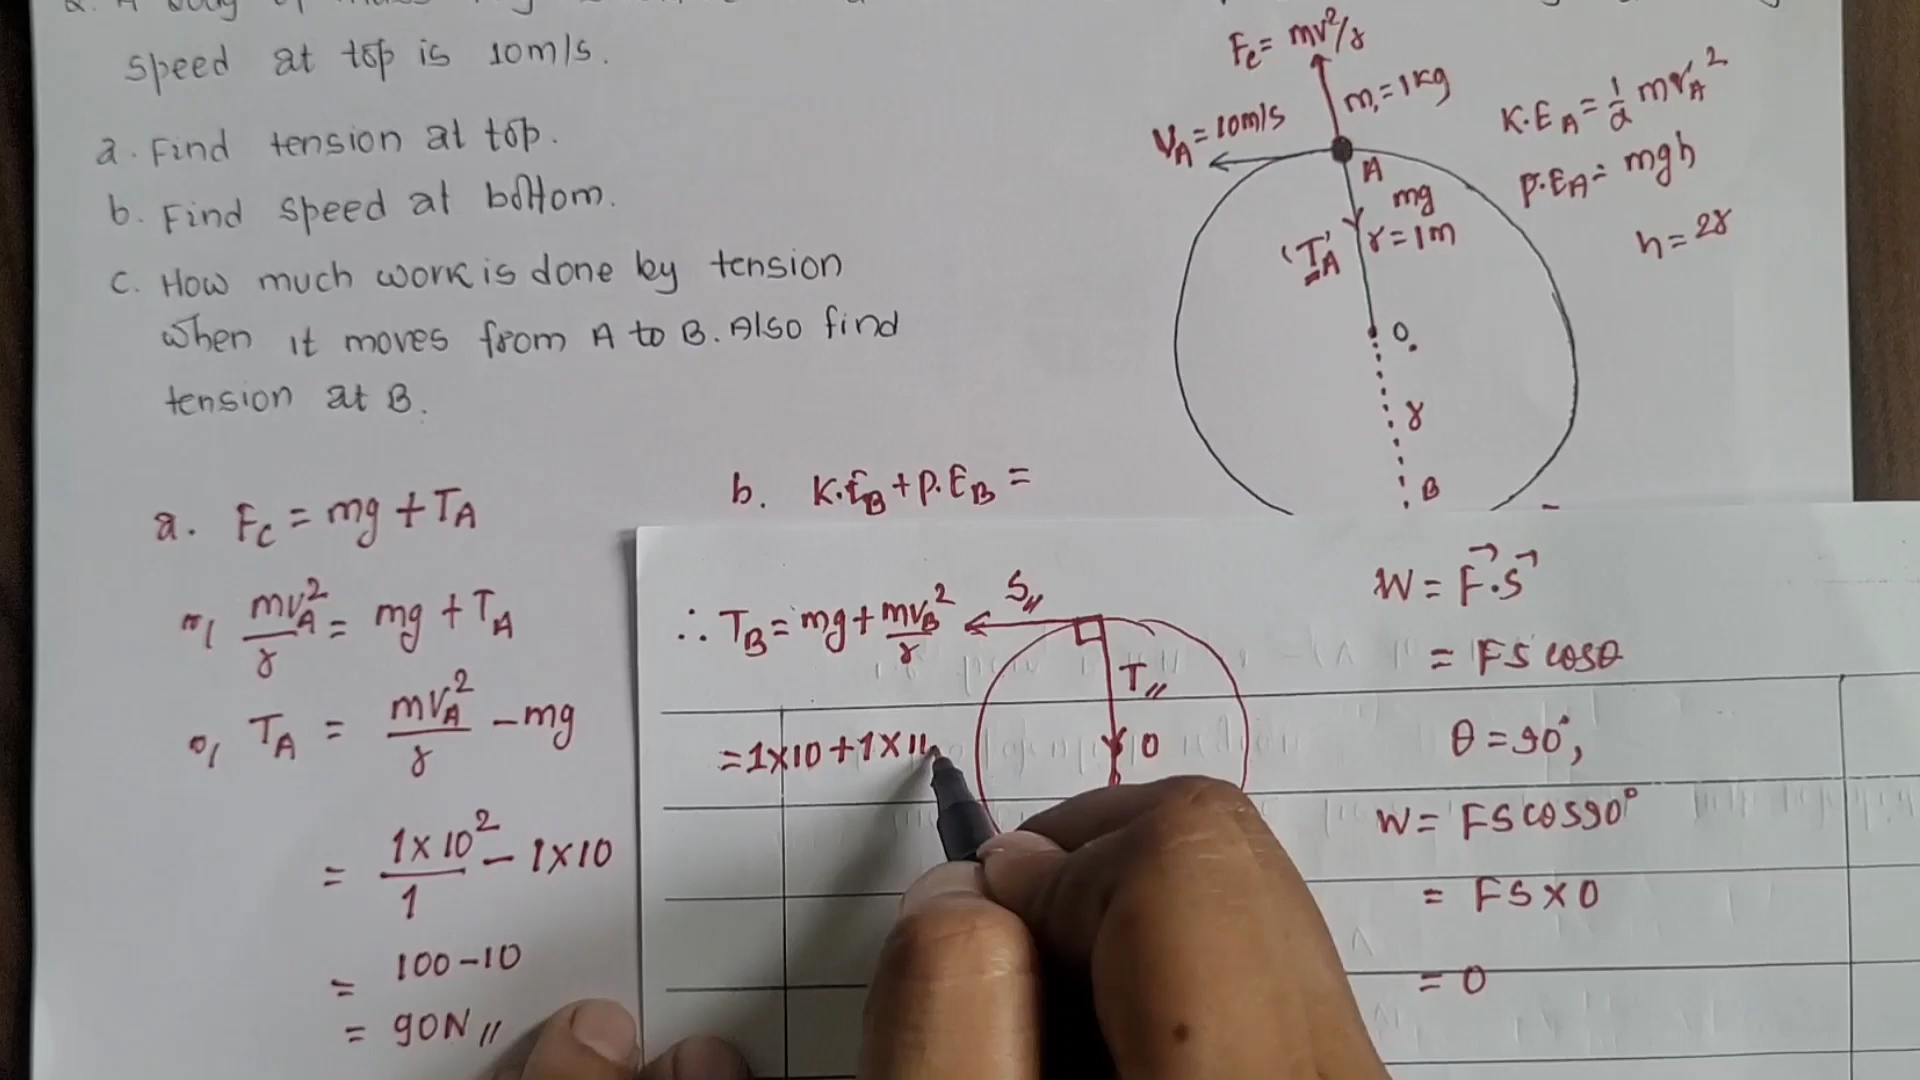 speed at top is 10m/s.
a. Find tension at top.
b. Find speed at bottom.
c. How much work is done by tension
when it moves from A to B. Also find
tension at B.
Fc = mv²/r
m, = 1kg
VA = 10m/s
A
mg
'TA'
r = 1m
O
r
B
K.EA = 1/2 mvA²
P.EA = mgh
h = 2r
a. Fc = mg + TA
or, mvA²/r = mg + TA
or, TA = mvA²/r - mg
= 1×10²/1 - 1×10
= 100-10
= 90N //
b. K.EB + P.EB =
∴ TB = mg + mvB²/r
= 1×10 + 1×1
S //
T //
O
W = F⃗.S⃗
= FS cosθ
θ = 90°,
W = FS cos90°
= FS × 0
= 0